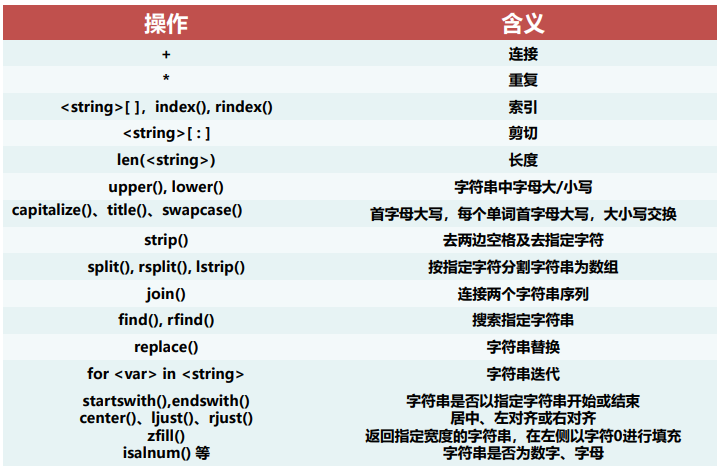 操作 含义
+ 连接
* 重复
<string>[ ]，index(), rindex() 索引
<string>[ : ] 剪切
len(<string>) 长度
upper(), lower() 字符串中字母大/小写
capitalize()、title()、swapcase() 首字母大写，每个单词首字母大写，大小写交换
strip() 去两边空格及去指定字符
split(), rsplit(), lstrip() 按指定字符分割字符串为数组
join() 连接两个字符串序列
find(), rfind() 搜索指定字符串
replace() 字符串替换
for <var> in <string> 字符串迭代
startswith(),endswith() 字符串是否以指定字符串开始或结束
center()、ljust()、rjust() 居中、左对齐或右对齐
zfill() 返回指定宽度的字符串，在左侧以字符0进行填充
isalnum() 等 字符串是否为数字、字母